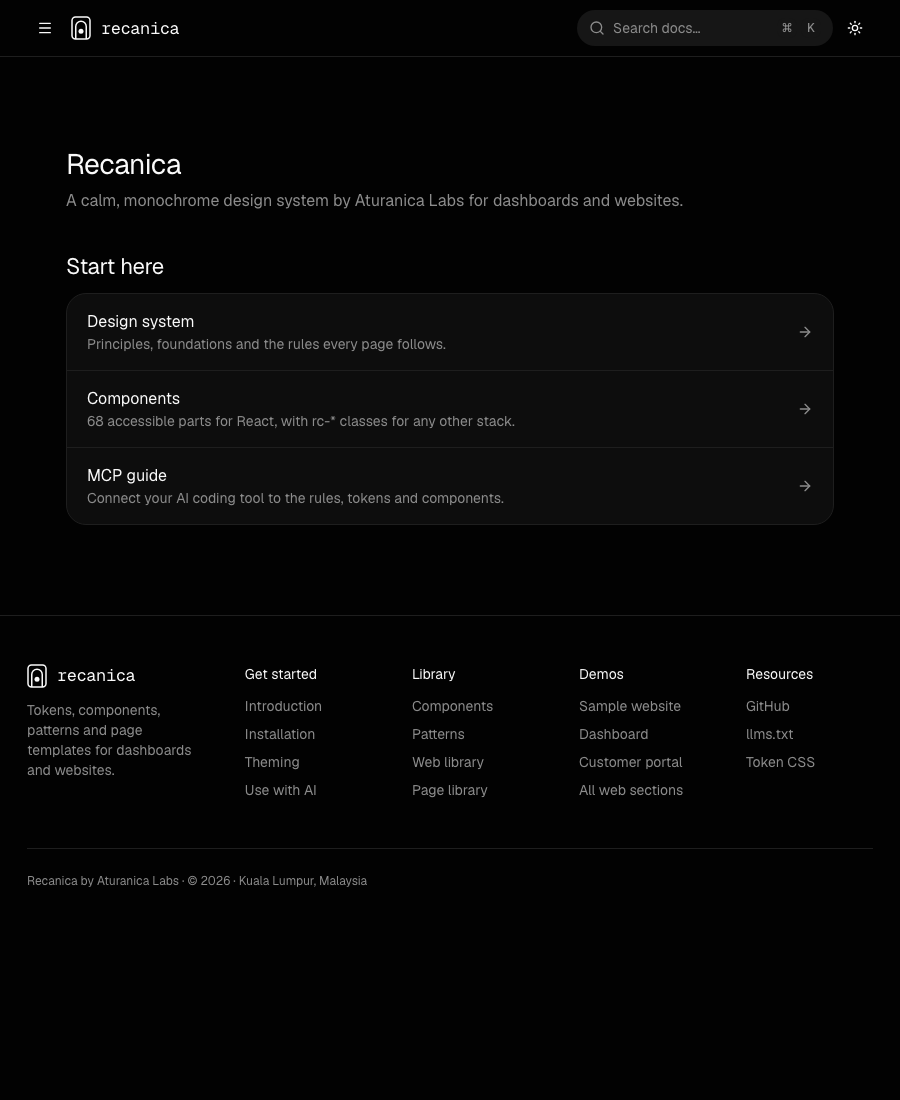 recanica
Search docs…
⌘ K
Recanica
A calm, monochrome design system by Aturanica Labs for dashboards and websites.
Start here
Design system
Principles, foundations and the rules every page follows.
Components
68 accessible parts for React, with rc-* classes for any other stack.
MCP guide
Connect your AI coding tool to the rules, tokens and components.
recanica
Tokens, components,
patterns and page
templates for dashboards
and websites.
Get started
Introduction
Installation
Theming
Use with AI
Library
Components
Patterns
Web library
Page library
Demos
Sample website
Dashboard
Customer portal
All web sections
Resources
GitHub
llms.txt
Token CSS
Recanica by Aturanica Labs · © 2026 · Kuala Lumpur, Malaysia